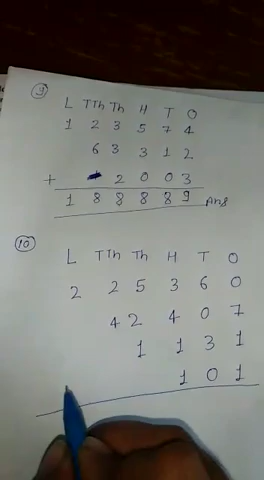 9
L TTh Th H T O
1 2 3 5 7 4
6 3 3 1 2
+ 2 0 0 3
1 8 8 8 8 9 Ans
10
L TTh Th H T O
2 2 5 3 6 0
4 2 4 0 7
1 1 3 1
1 0 1